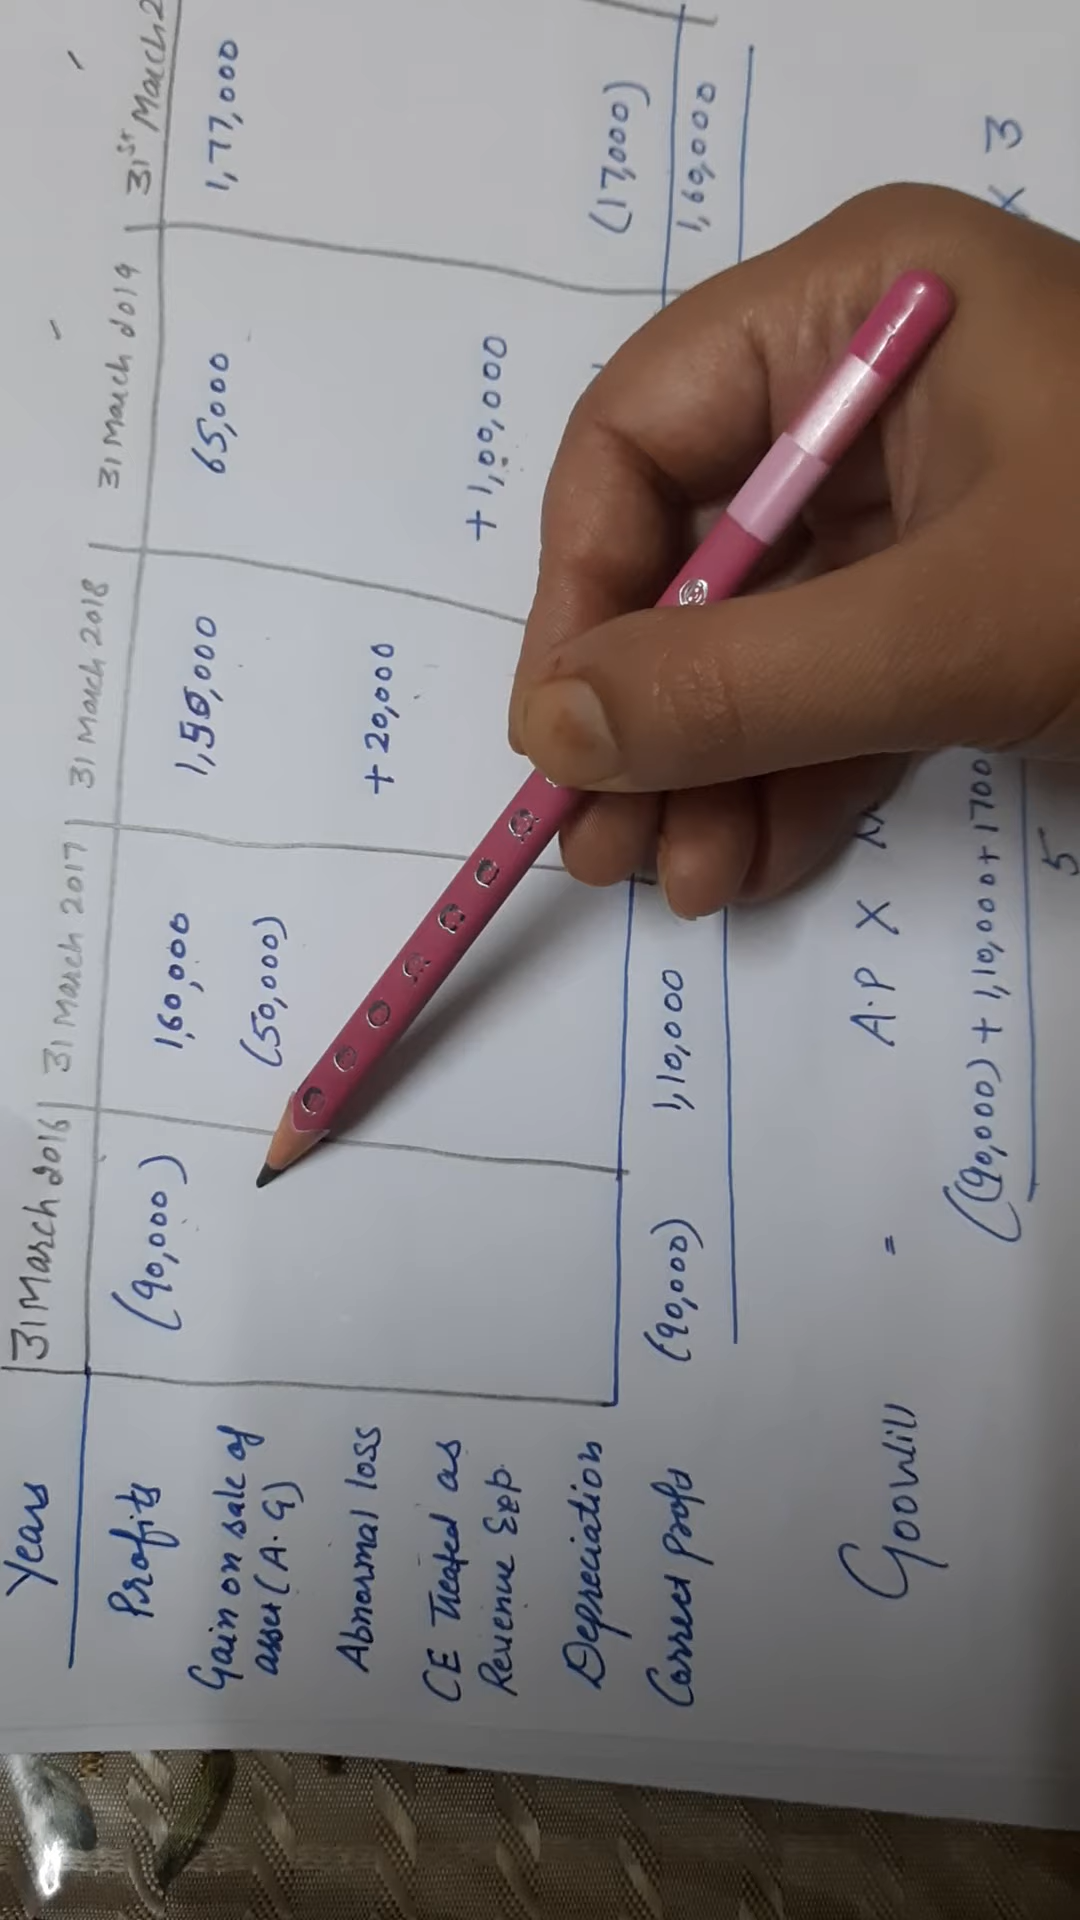 Years 31 March 2016 31 March 2017 31 March 2018 31 March 2019 31st March 2
Profits (90,000) 1,60,000 1,50,000 65,000 1,77,000
Gain on sale of (50,000)
asset (A.G)
Abnormal loss + 20,000
CE Treated as + 1,00,000
Revenue Exp.
Depreciation (17,000)
Correct profit (90,000) 1,10,000 1,60,000
Goowill = A.P X
(90,000) + 1,10,000 + 1700 X 3
5